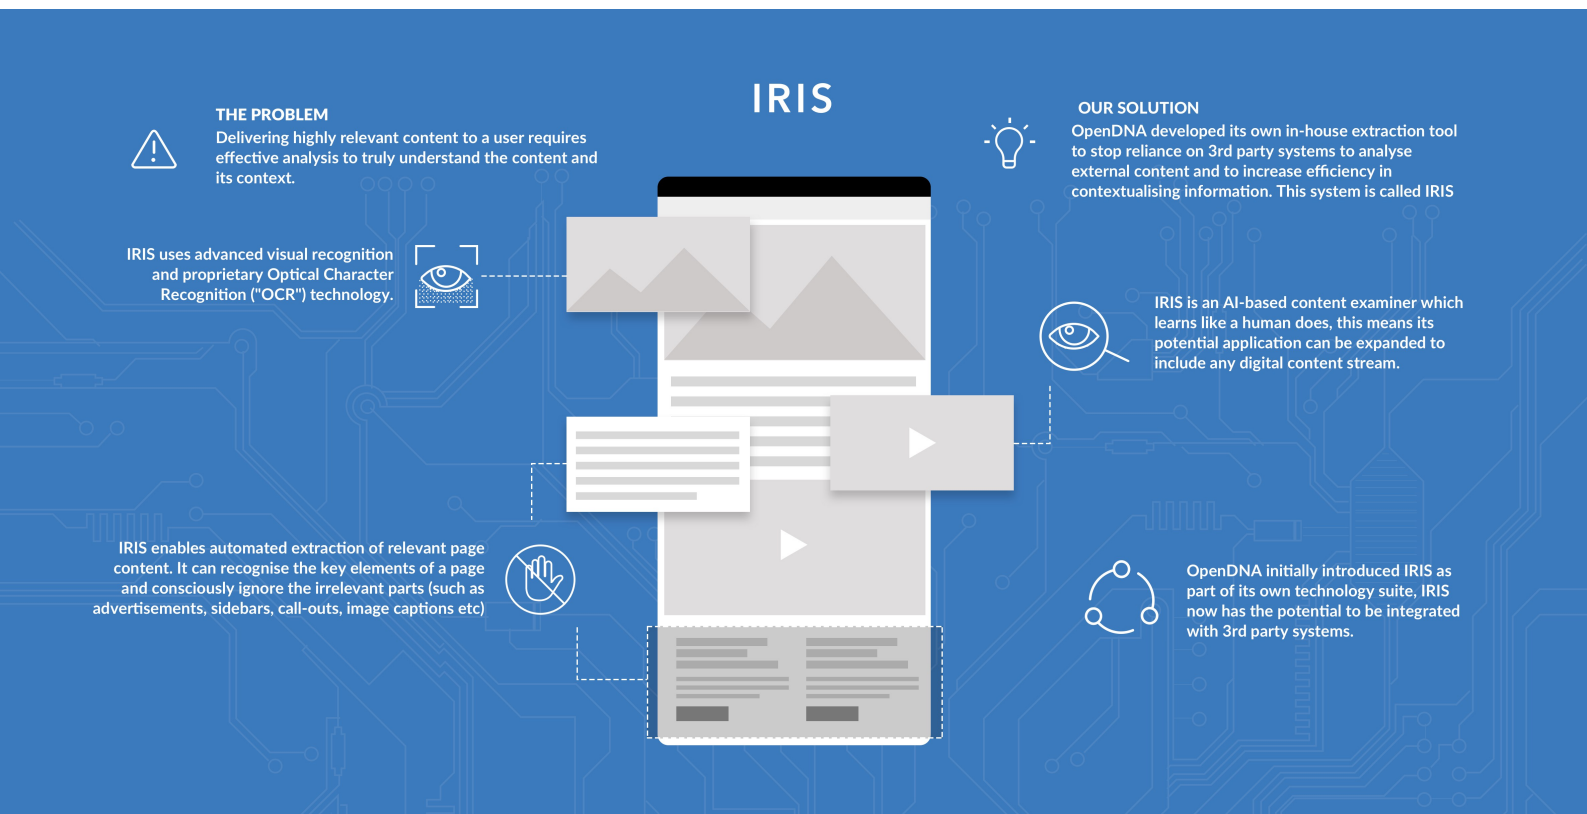 IRIS
THE PROBLEM
Delivering highly relevant content to a user requires
effective analysis to truly understand the content and
its context.
IRIS uses advanced visual recognition
and proprietary Optical Character
Recognition ("OCR") technology.
IRIS enables automated extraction of relevant page
content. It can recognise the key elements of a page
and consciously ignore the irrelevant parts (such as
advertisements, sidebars, call-outs, image captions etc)
OUR SOLUTION
OpenDNA developed its own in-house extraction tool
to stop reliance on 3rd party systems to analyse
external content and to increase efficiency in
contextualising information. This system is called IRIS
IRIS is an AI-based content examiner which
learns like a human does, this means its
potential application can be expanded to
include any digital content stream.
OpenDNA initially introduced IRIS as
part of its own technology suite, IRIS
now has the potential to be integrated
with 3rd party systems.